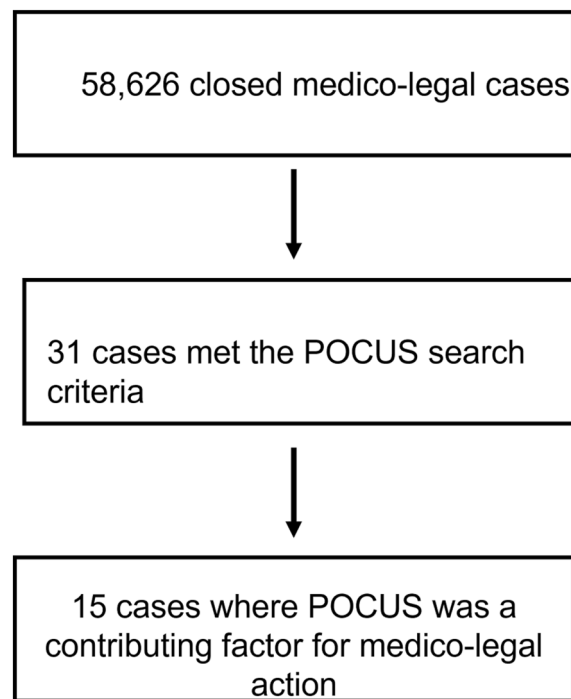 58,626 closed medico-legal cases
31 cases met the POCUS search
criteria
15 cases where POCUS was a
contributing factor for medico-legal
action